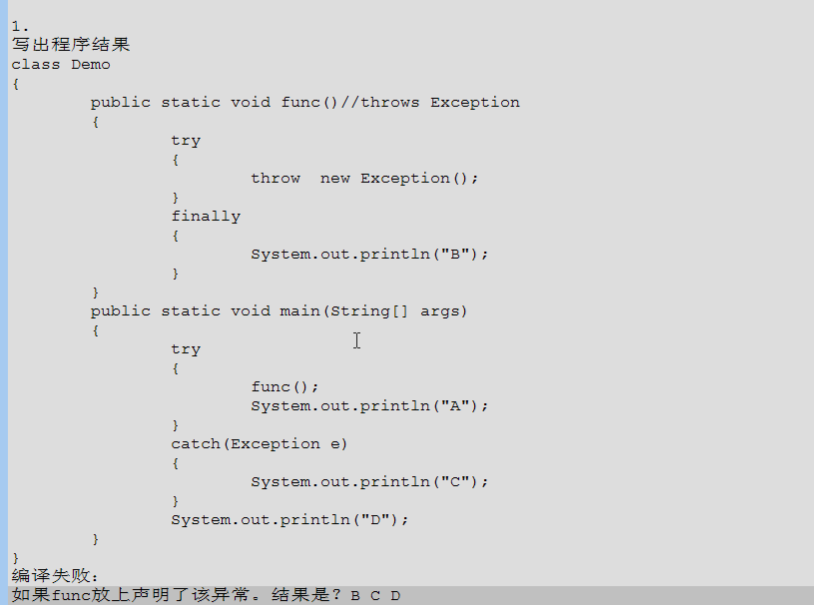 1.
写出程序结果
class Demo
{
public static void func()//throws Exception
{
try
{
throw  new Exception();
}
finally
{
System.out.println("B");
}
}
public static void main(String[] args)
{
try
{
func();
System.out.println("A");
}
catch(Exception e)
{
System.out.println("C");
}
System.out.println("D");
}
}
编译失败：
如果func放上声明了该异常。结果是？B C D